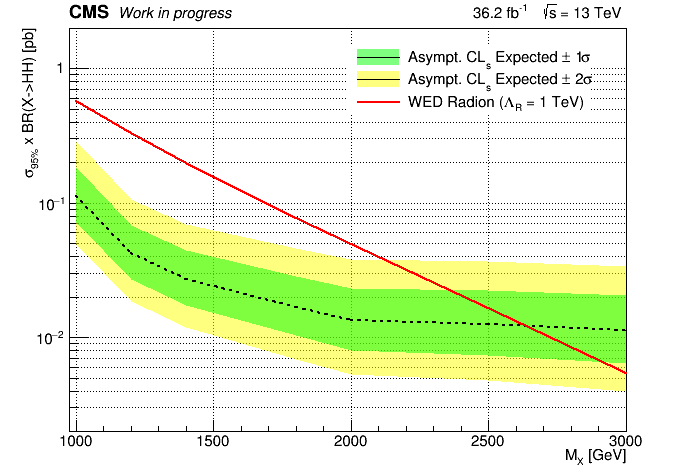 CMS Work in progress 36.2 fb⁻¹ √s = 13 TeV
σ95% x BR(X->HH) [pb]
Asympt. CLs Expected ± 1σ
Asympt. CLs Expected ± 2σ
WED Radion (ΛR = 1 TeV)
1
10⁻¹
10⁻²
1000 1500 2000 2500 3000
MX [GeV]